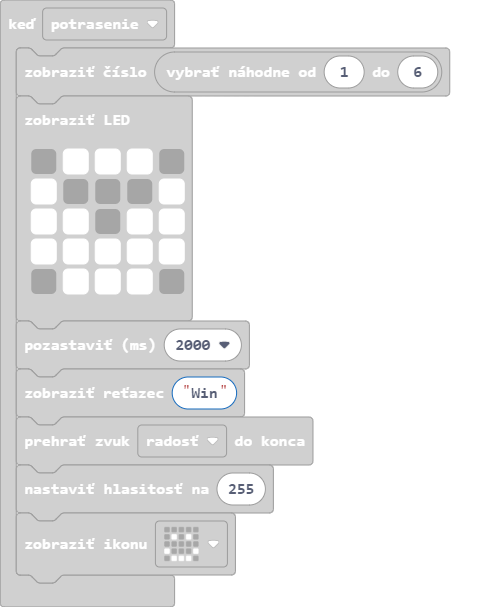 keď potrasenie
zobraziť číslo vybrať náhodne od 1 do 6
zobraziť LED
pozastaviť (ms) 2000
zobraziť reťazec "Win"
prehrať zvuk radosť do konca
nastaviť hlasitosť na 255
zobraziť ikonu